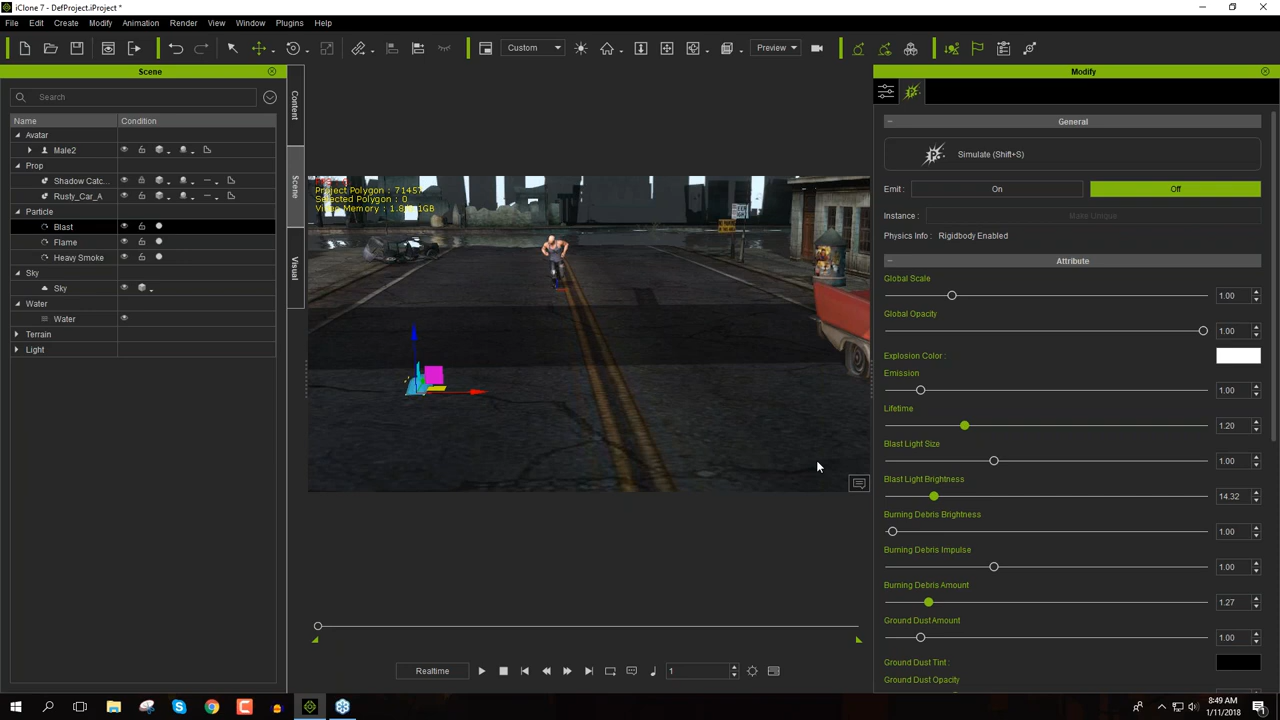 iClone 7 - DefProject.iProject *
File Edit Create Modify Animation Render View Window Plugins Help
Custom
Preview
Scene
Modify
Search
Content
Scene
Visual
Name Condition
Avatar
Male2
Prop
Shadow Catc...
Rusty_Car_A
Particle
Blast
Flame
Heavy Smoke
Sky
Sky
Water
Water
Terrain
Light
Project Polygon : 71457
Selected Polygon : 0
General
Simulate (Shift+S)
Emit : On Off
Instance : Make Unique
Physics Info : Rigidbody Enabled
Attribute
Global Scale
1.00
Global Opacity
1.00
Explosion Color :
Emission
1.00
Lifetime
1.20
Blast Light Size
1.00
Blast Light Brightness
14.32
Burning Debris Brightness
1.00
Burning Debris Impulse
1.00
Burning Debris Amount
1.27
Ground Dust Amount
1.00
Ground Dust Tint :
Ground Dust Opacity
Realtime
1
8:49 AM
1/11/2018